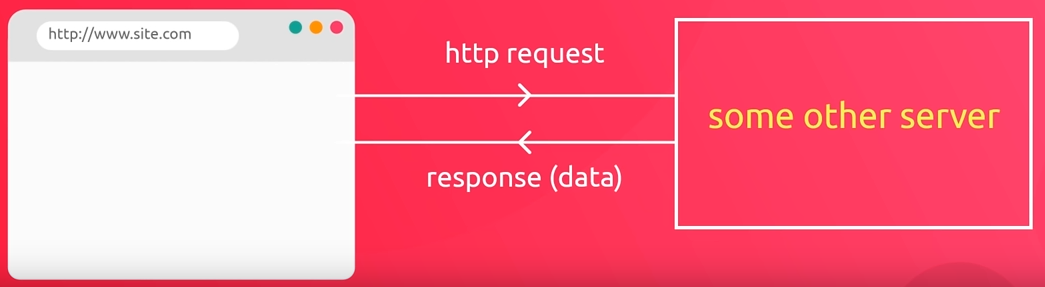 http://www.site.com
http request
some other server
response (data)